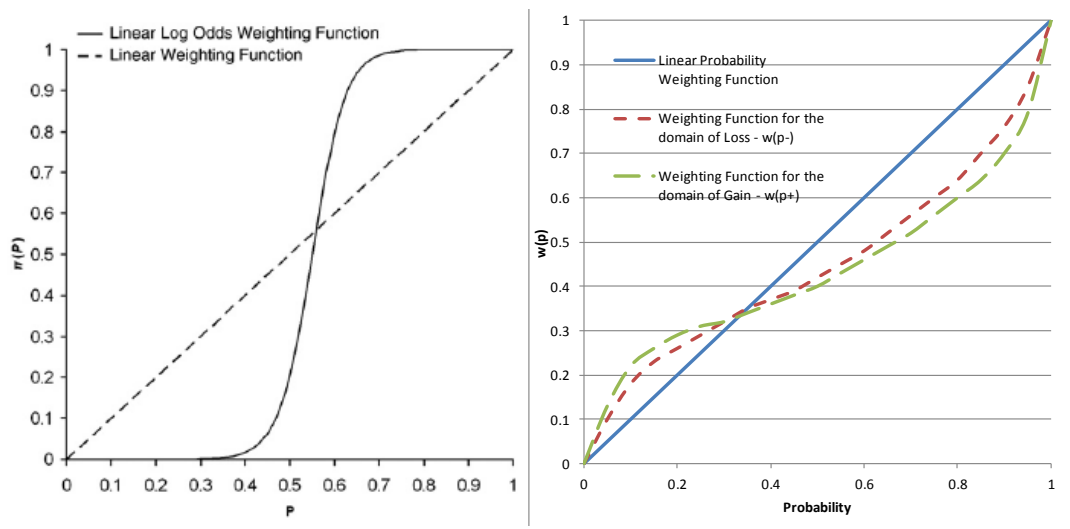 Linear Log Odds Weighting Function
Linear Weighting Function
1
0.9
0.8
0.7
0.6
0.5
0.4
0.3
0.2
0.1
0
π(P)
0 0.1 0.2 0.3 0.4 0.5 0.6 0.7 0.8 0.9 1
P
1
0.9
0.8
0.7
0.6
0.5
0.4
0.3
0.2
0.1
0
w(p)
Linear Probability
Weighting Function
Weighting Function for the
domain of Loss - w(p-)
Weighting Function for the
domain of Gain - w(p+)
0 0.2 0.4 0.6 0.8 1
Probability